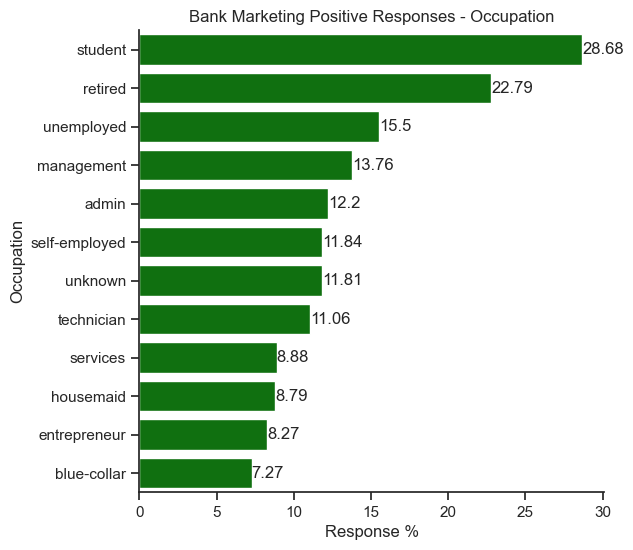 Bank Marketing Positive Responses - Occupation
student 28.68
retired 22.79
unemployed 15.5
management 13.76
admin 12.2
self-employed 11.84
unknown 11.81
technician 11.06
services 8.88
housemaid 8.79
entrepreneur 8.27
blue-collar 7.27
Occupation
0 5 10 15 20 25 30
Response %